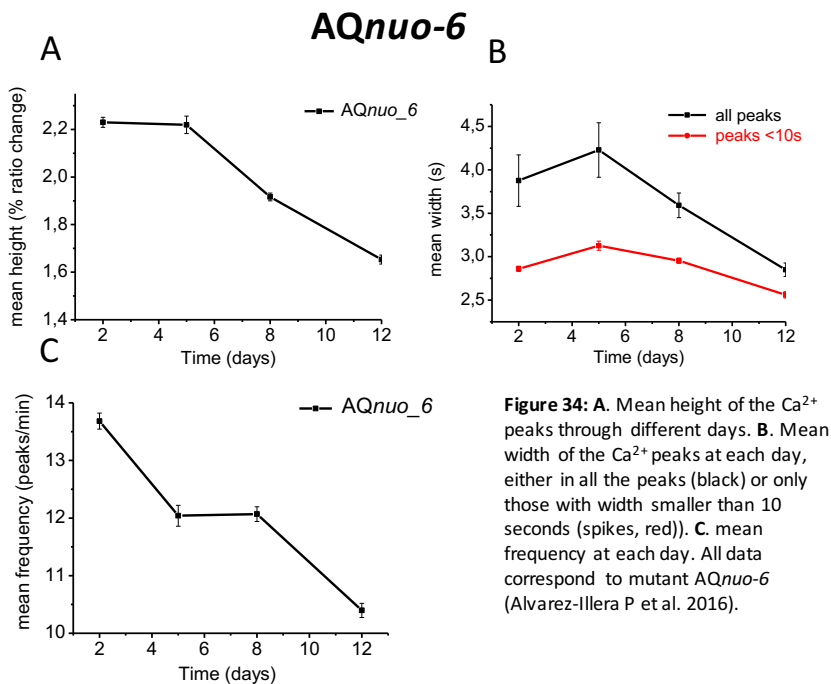 AQnuo-6
A
AQnuo_6
mean height (% ratio change)
2,2
2,0
1,8
1,6
1,4
2 4 6 8 10 12
Time (days)
B
all peaks
peaks <10s
mean width (s)
4,5
4,0
3,5
3,0
2,5
2 4 6 8 10 12
Time (days)
C
AQnuo_6
mean frequency (peaks/min)
14
13
12
11
10
2 4 6 8 10 12
Time (days)
Figure 34: A. Mean height of the Ca²⁺
peaks through different days. B. Mean
width of the Ca²⁺ peaks at each day,
either in all the peaks (black) or only
those with width smaller than 10
seconds (spikes, red)). C. mean
frequency at each day. All data
correspond to mutant AQnuo-6
(Alvarez-Illera P et al. 2016).